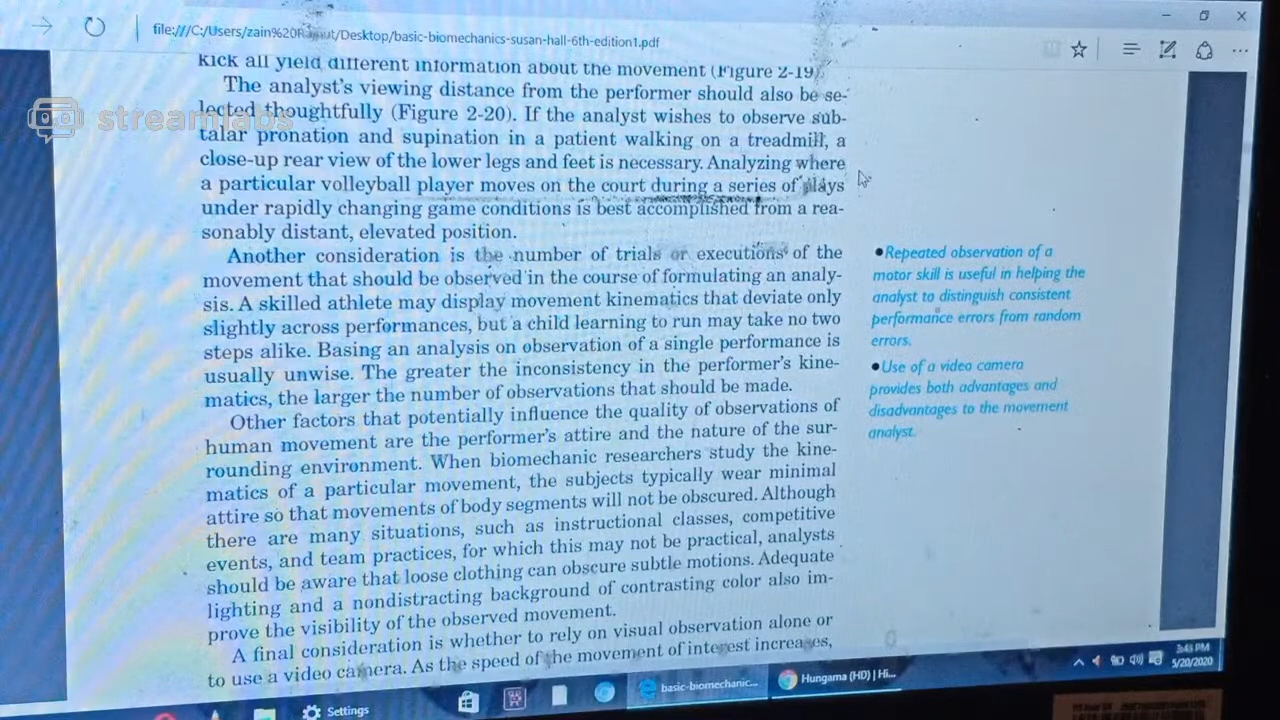 file:///C:/Users/zain%20Rajput/Desktop/basic-biomechanics-susan-hall-6th-edition1.pdf
streamlabs
kick all yield different information about the movement (Figure 2-19).
The analyst's viewing distance from the performer should also be se-
lected thoughtfully (Figure 2-20). If the analyst wishes to observe sub-
talar pronation and supination in a patient walking on a treadmill, a
close-up rear view of the lower legs and feet is necessary. Analyzing where
a particular volleyball player moves on the court during a series of plays
under rapidly changing game conditions is best accomplished from a rea-
sonably distant, elevated position.
Another consideration is the number of trials or executions of the
movement that should be observed in the course of formulating an analy-
sis. A skilled athlete may display movement kinematics that deviate only
slightly across performances, but a child learning to run may take no two
steps alike. Basing an analysis on observation of a single performance is
usually unwise. The greater the inconsistency in the performer's kine-
matics, the larger the number of observations that should be made.
Other factors that potentially influence the quality of observations of
human movement are the performer's attire and the nature of the sur-
rounding environment. When biomechanic researchers study the kine-
matics of a particular movement, the subjects typically wear minimal
attire so that movements of body segments will not be obscured. Although
there are many situations, such as instructional classes, competitive
events, and team practices, for which this may not be practical, analysts
should be aware that loose clothing can obscure subtle motions. Adequate
lighting and a nondistracting background of contrasting color also im-
prove the visibility of the observed movement.
A final consideration is whether to rely on visual observation alone or
to use a video camera. As the speed of the movement of interest increases,
•Repeated observation of a
motor skill is useful in helping the
analyst to distinguish consistent
performance errors from random
errors.
•Use of a video camera
provides both advantages and
disadvantages to the movement
analyst.
Settings
basic-biomechanic...
Hungama (HD) | Hi...
3:43 PM
5/20/2020